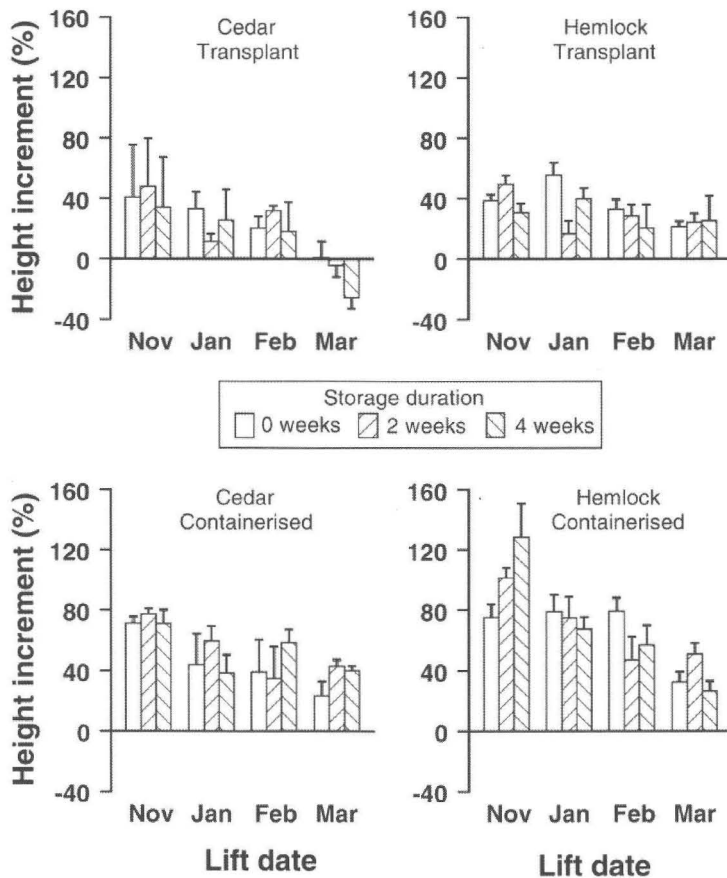 Cedar
Transplant
Height increment (%)
160
120
80
40
0
-40
Nov Jan Feb Mar
Hemlock
Transplant
Height increment (%)
160
120
80
40
0
-40
Nov Jan Feb Mar
Storage duration
0 weeks 2 weeks 4 weeks
Cedar
Containerised
Height increment (%)
160
120
80
40
0
-40
Nov Jan Feb Mar
Lift date
Hemlock
Containerised
160
120
80
40
0
-40
Nov Jan Feb Mar
Lift date